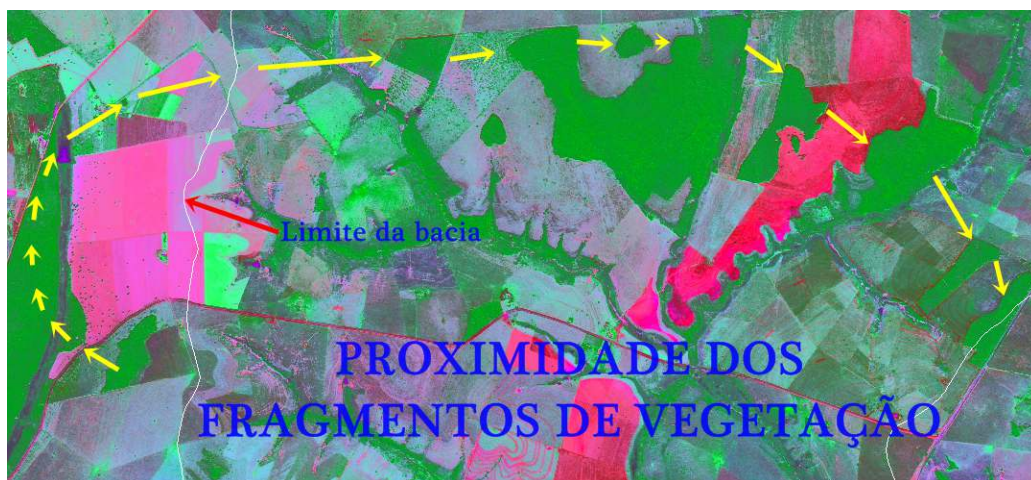 Limite da bacia
PROXIMIDADE DOS
FRAGMENTOS DE VEGETAÇÃO